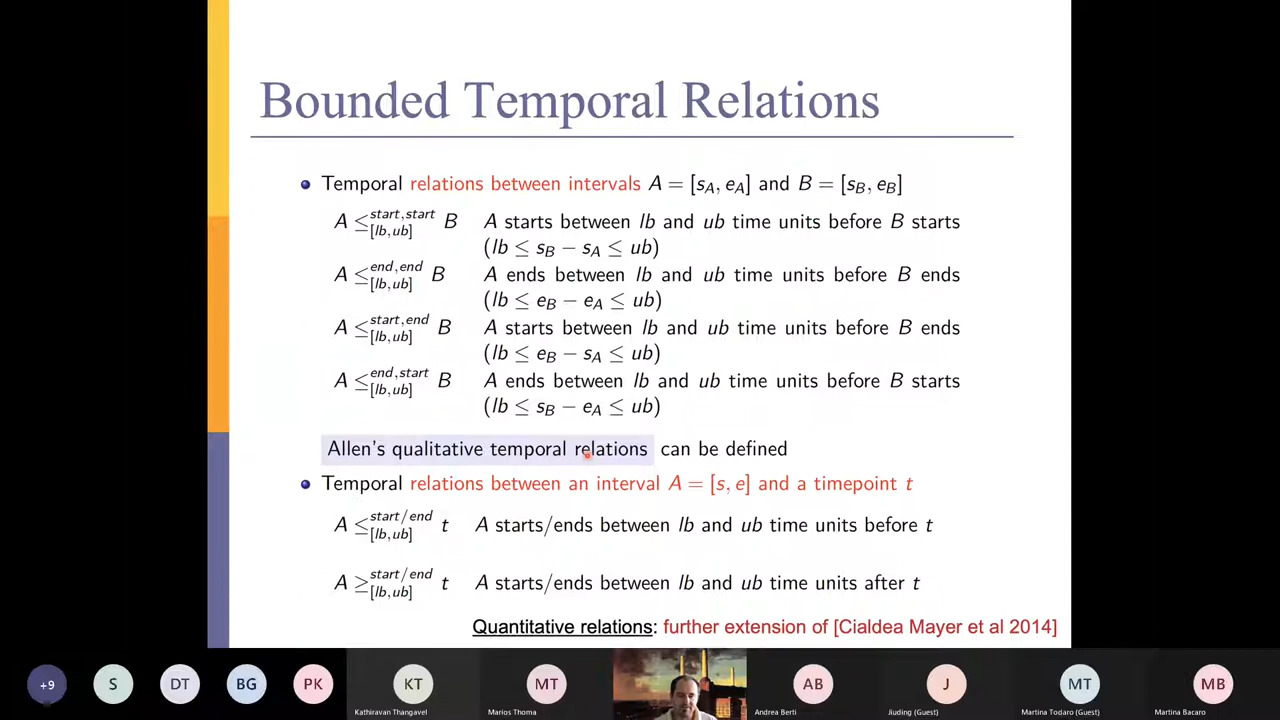 Bounded Temporal Relations
Temporal relations between intervals A = [s_A, e_A] and B = [s_B, e_B]
A ≤^{start,start}_{[lb,ub]} B A starts between lb and ub time units before B starts
(lb ≤ s_B − s_A ≤ ub)
A ≤^{end,end}_{[lb,ub]} B A ends between lb and ub time units before B ends
(lb ≤ e_B − e_A ≤ ub)
A ≤^{start,end}_{[lb,ub]} B A starts between lb and ub time units before B ends
(lb ≤ e_B − s_A ≤ ub)
A ≤^{end,start}_{[lb,ub]} B A ends between lb and ub time units before B starts
(lb ≤ s_B − e_A ≤ ub)
Allen's qualitative temporal relations can be defined
Temporal relations between an interval A = [s, e] and a timepoint t
A ≤^{start/end}_{[lb,ub]} t A starts/ends between lb and ub time units before t
A ≥^{start/end}_{[lb,ub]} t A starts/ends between lb and ub time units after t
Quantitative relations: further extension of [Cialdea Mayer et al 2014]
+9 S DT BG PK KT MT AB J MT MB
Kathiravan Thangavel Marios Thoma Andrea Berti Jiuding (Guest) Martina Todaro (Guest) Martina Bacaro